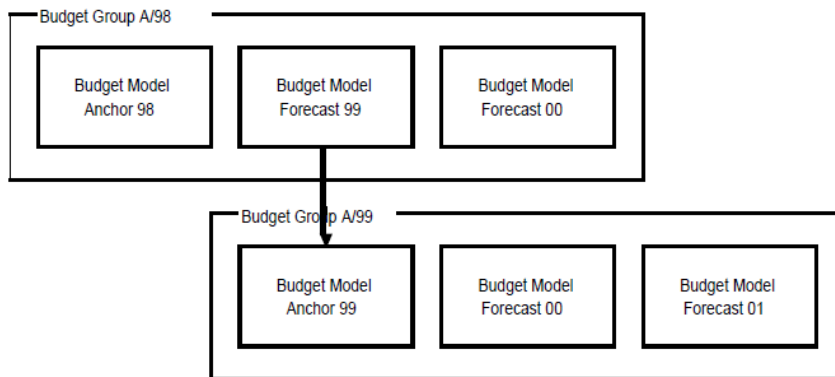 Budget Group A/98
Budget Model
Anchor 98
Budget Model
Forecast 99
Budget Model
Forecast 00
Budget Group A/99
Budget Model
Anchor 99
Budget Model
Forecast 00
Budget Model
Forecast 01